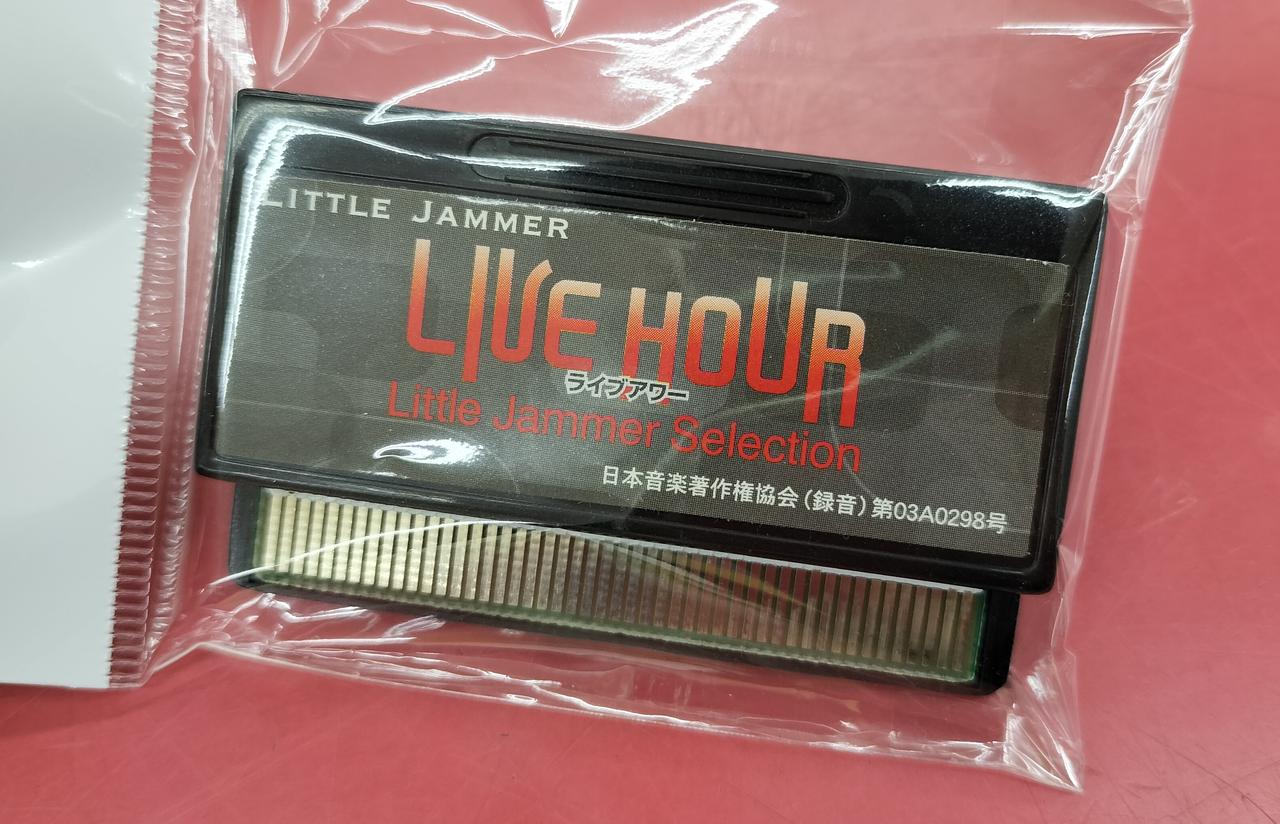 LITTLE JAMMER
LIVE HOUR
ライブアワー
Little Jammer Selection
日本音楽著作権協会(録音)第03A0298号